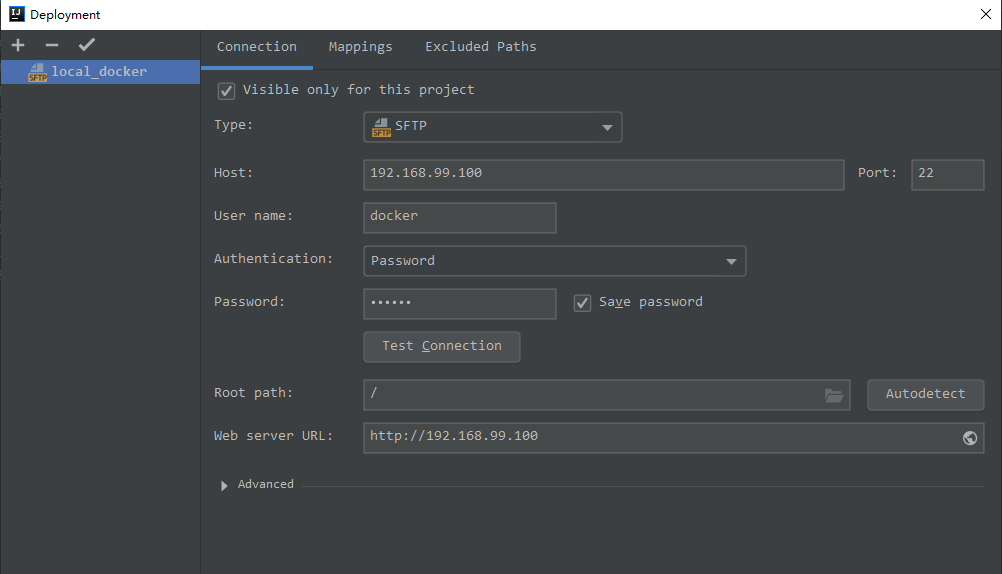 IJ Deployment
Connection Mappings Excluded Paths
SFTP local_docker
Visible only for this project
Type: SFTP SFTP
Host: 192.168.99.100 Port: 22
User name: docker
Authentication: Password
Password: •••••• Save password
Test Connection
Root path: / Autodetect
Web server URL: http://192.168.99.100
Advanced